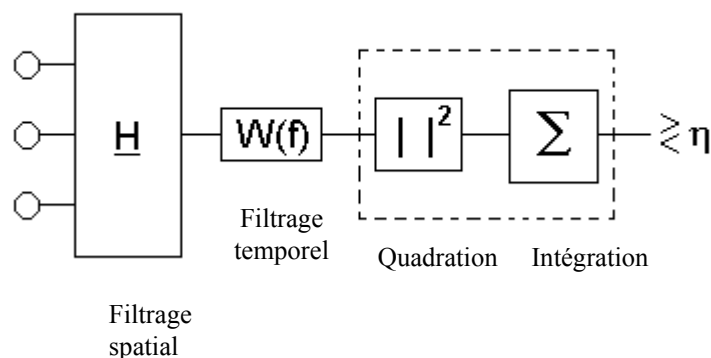 H
W(f)
| |²
Σ
≷ η
Filtrage
temporel
Quadration
Intégration
Filtrage
spatial